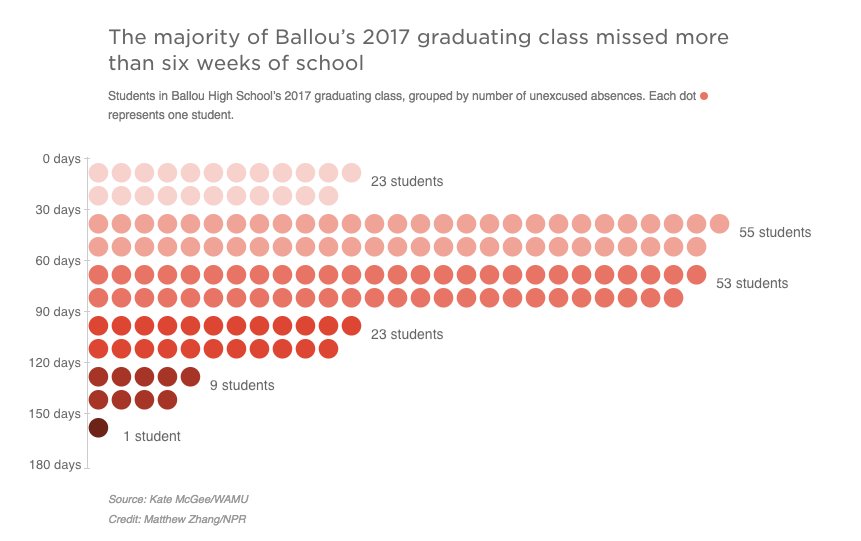 The majority of Ballou's 2017 graduating class missed more
than six weeks of school
Students in Ballou High School's 2017 graduating class, grouped by number of unexcused absences. Each dot
represents one student.
0 days
23 students
30 days
55 students
60 days
53 students
90 days
23 students
120 days
9 students
150 days
1 student
180 days
Source: Kate McGee/WAMU
Credit: Matthew Zhang/NPR